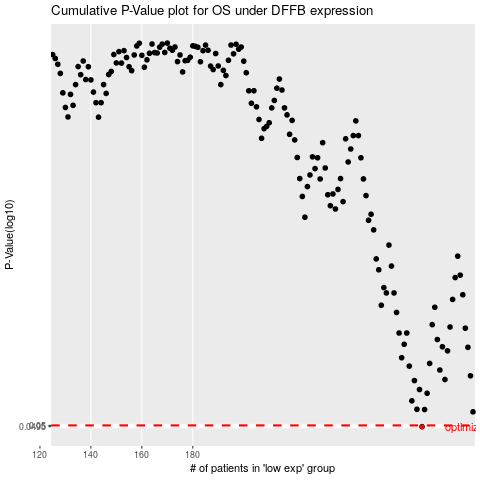 Cumulative P-Value plot for OS under DFFB expression
P-Value(log10)
0.05
optimiz
120 140 160 180
# of patients in 'low exp' group